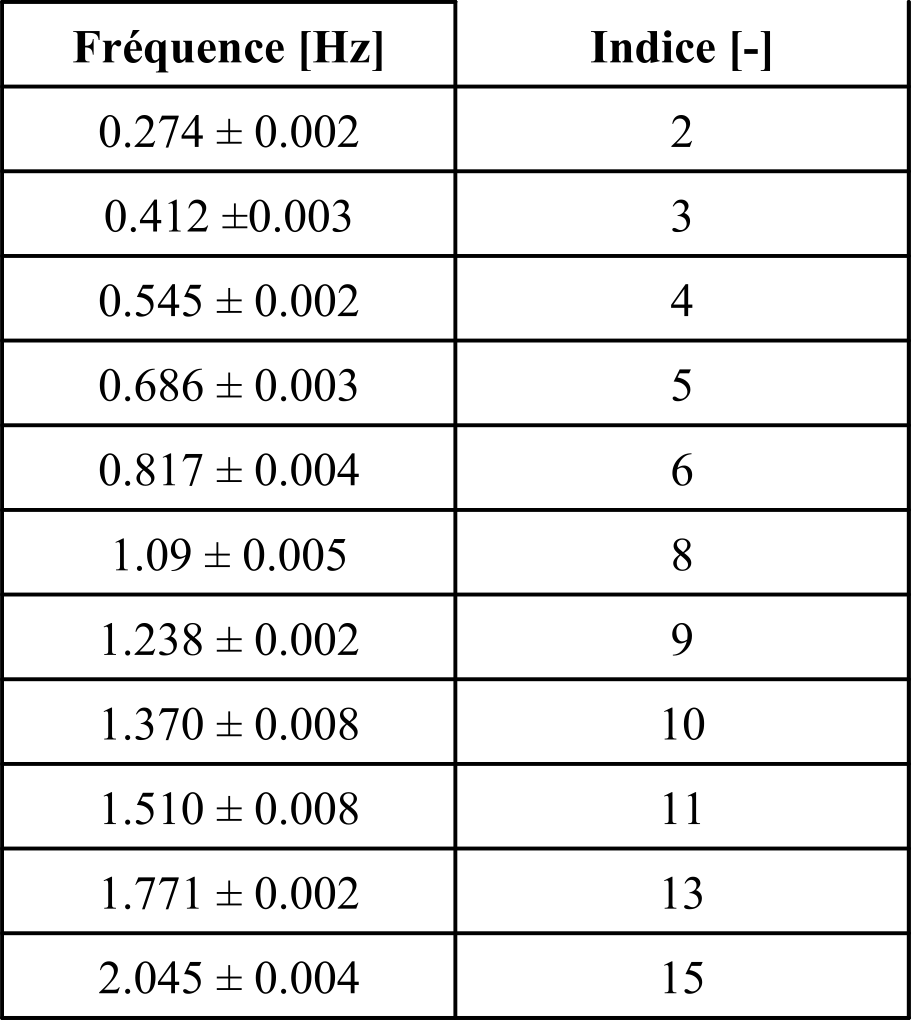 Fréquence [Hz] Indice [-]
0.274 ± 0.002 2
0.412 ±0.003 3
0.545 ± 0.002 4
0.686 ± 0.003 5
0.817 ± 0.004 6
1.09 ± 0.005 8
1.238 ± 0.002 9
1.370 ± 0.008 10
1.510 ± 0.008 11
1.771 ± 0.002 13
2.045 ± 0.004 15